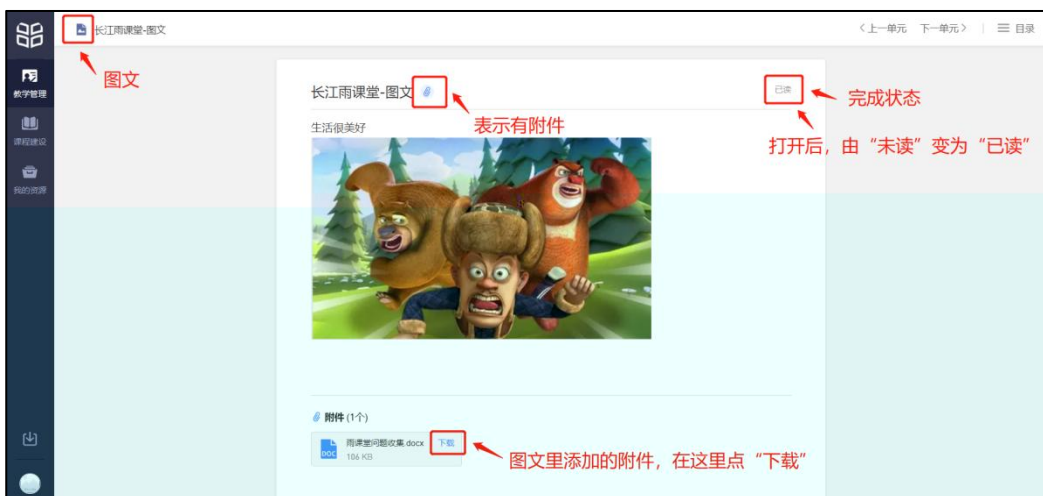 长江雨课堂-图文
<上一单元 下一单元> | 目录
图文
教学管理
课程建设
我的资源
长江雨课堂-图文
已读
完成状态
表示有附件
打开后，由“未读”变为“已读”
生活很美好
附件(1个)
雨课堂问题收集.docx 下载
DOC
186 KB
图文里添加的附件，在这里点“下载”